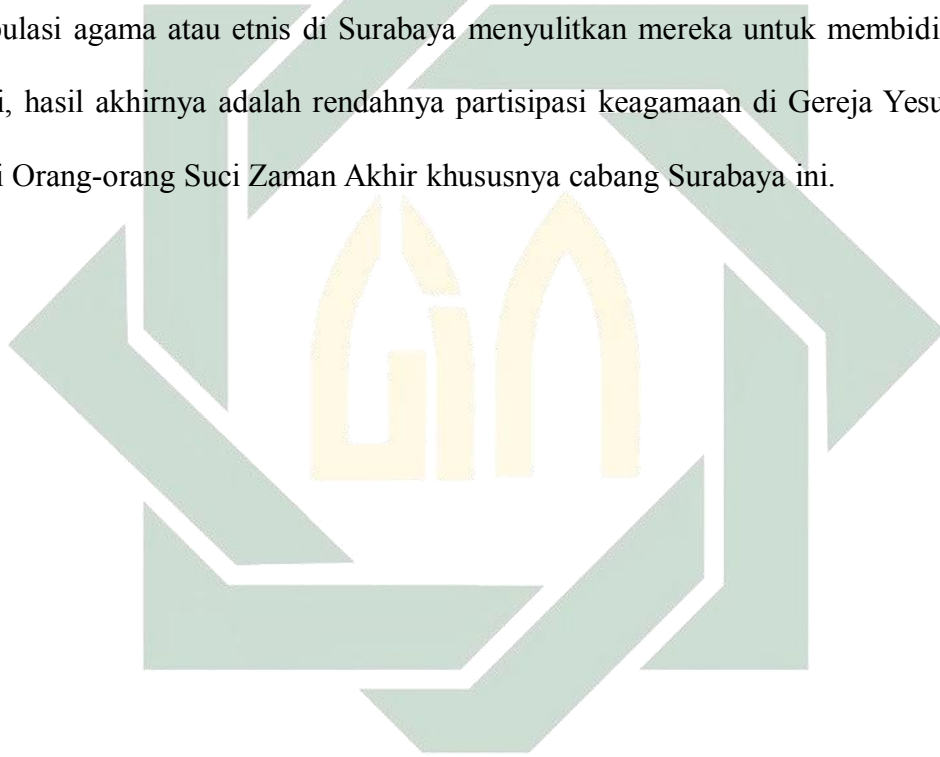 pulasi agama atau etnis di Surabaya menyulitkan mereka untuk membidi
i, hasil akhirnya adalah rendahnya partisipasi keagamaan di Gereja Yesu
i Orang-orang Suci Zaman Akhir khususnya cabang Surabaya ini.